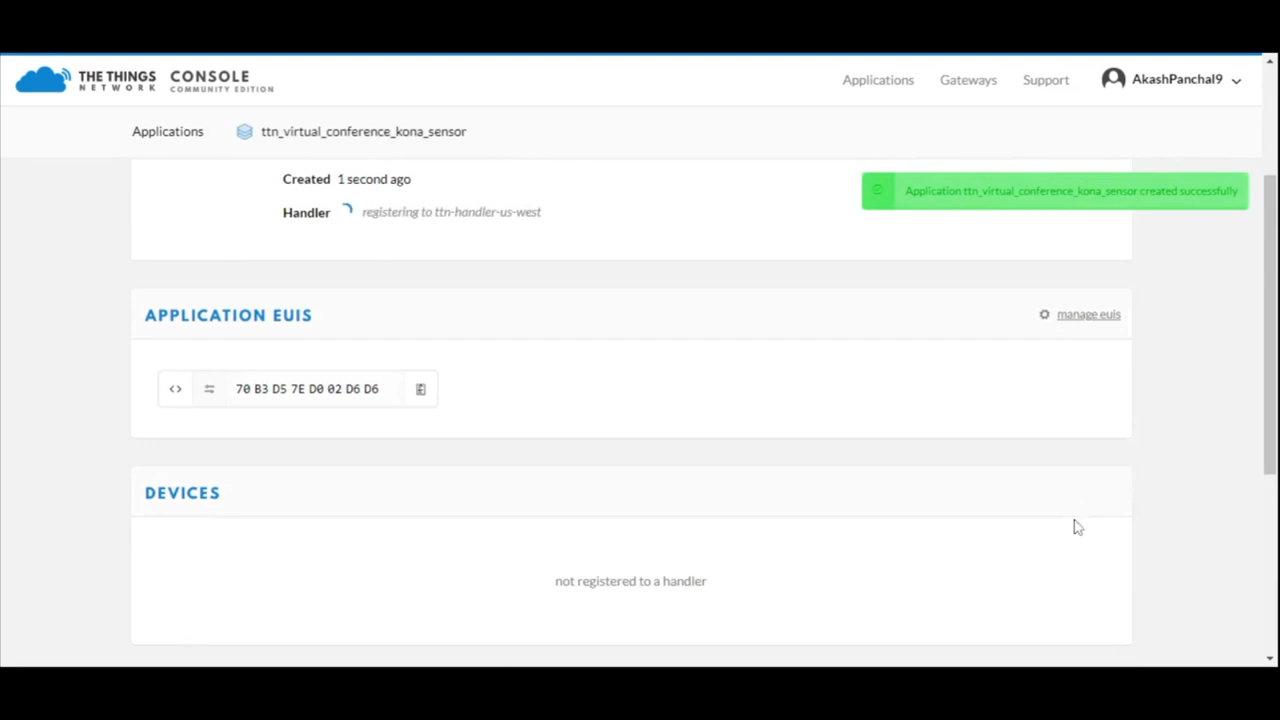 THE THINGS NETWORK CONSOLE COMMUNITY EDITION
Applications Gateways Support AkashPanchal9
Applications ttn_virtual_conference_kona_sensor
Created 1 second ago
Application ttn_virtual_conference_kona_sensor created successfully
Handler registering to ttn-handler-us-west
APPLICATION EUIS
manage euis
<> 70 B3 D5 7E D0 02 D6 D6
DEVICES
not registered to a handler